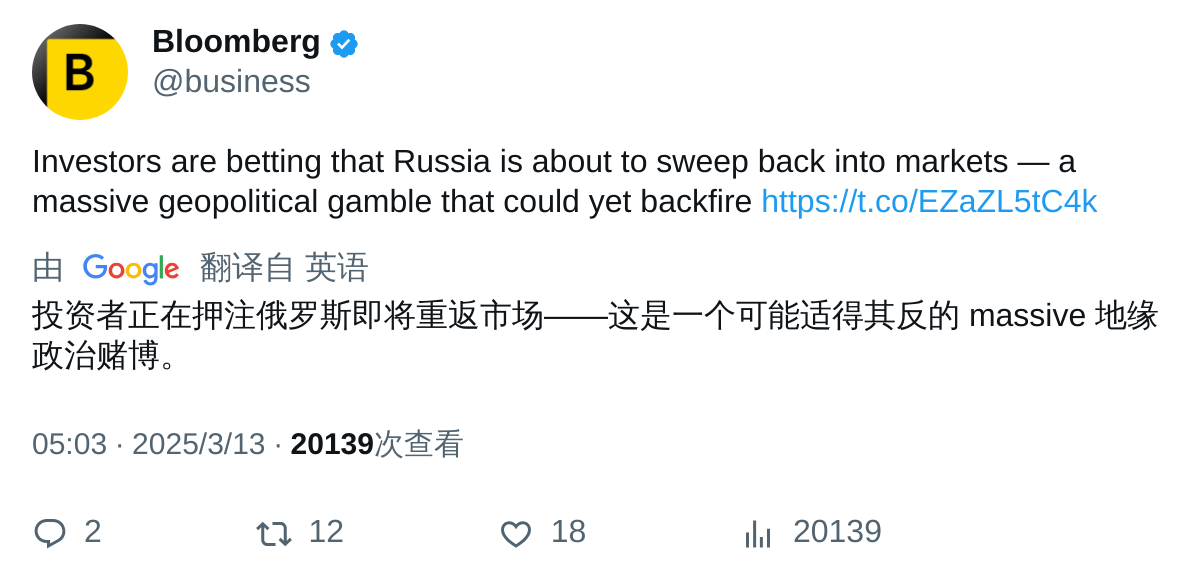 B
Bloomberg
@business
Investors are betting that Russia is about to sweep back into markets — a
massive geopolitical gamble that could yet backfire https://t.co/EZaZL5tC4k
由 Google 翻译自 英语
投资者正在押注俄罗斯即将重返市场——这是一个可能适得其反的 massive 地缘
政治赌博。
05:03 · 2025/3/13 · 20139次查看
2 12 18 20139